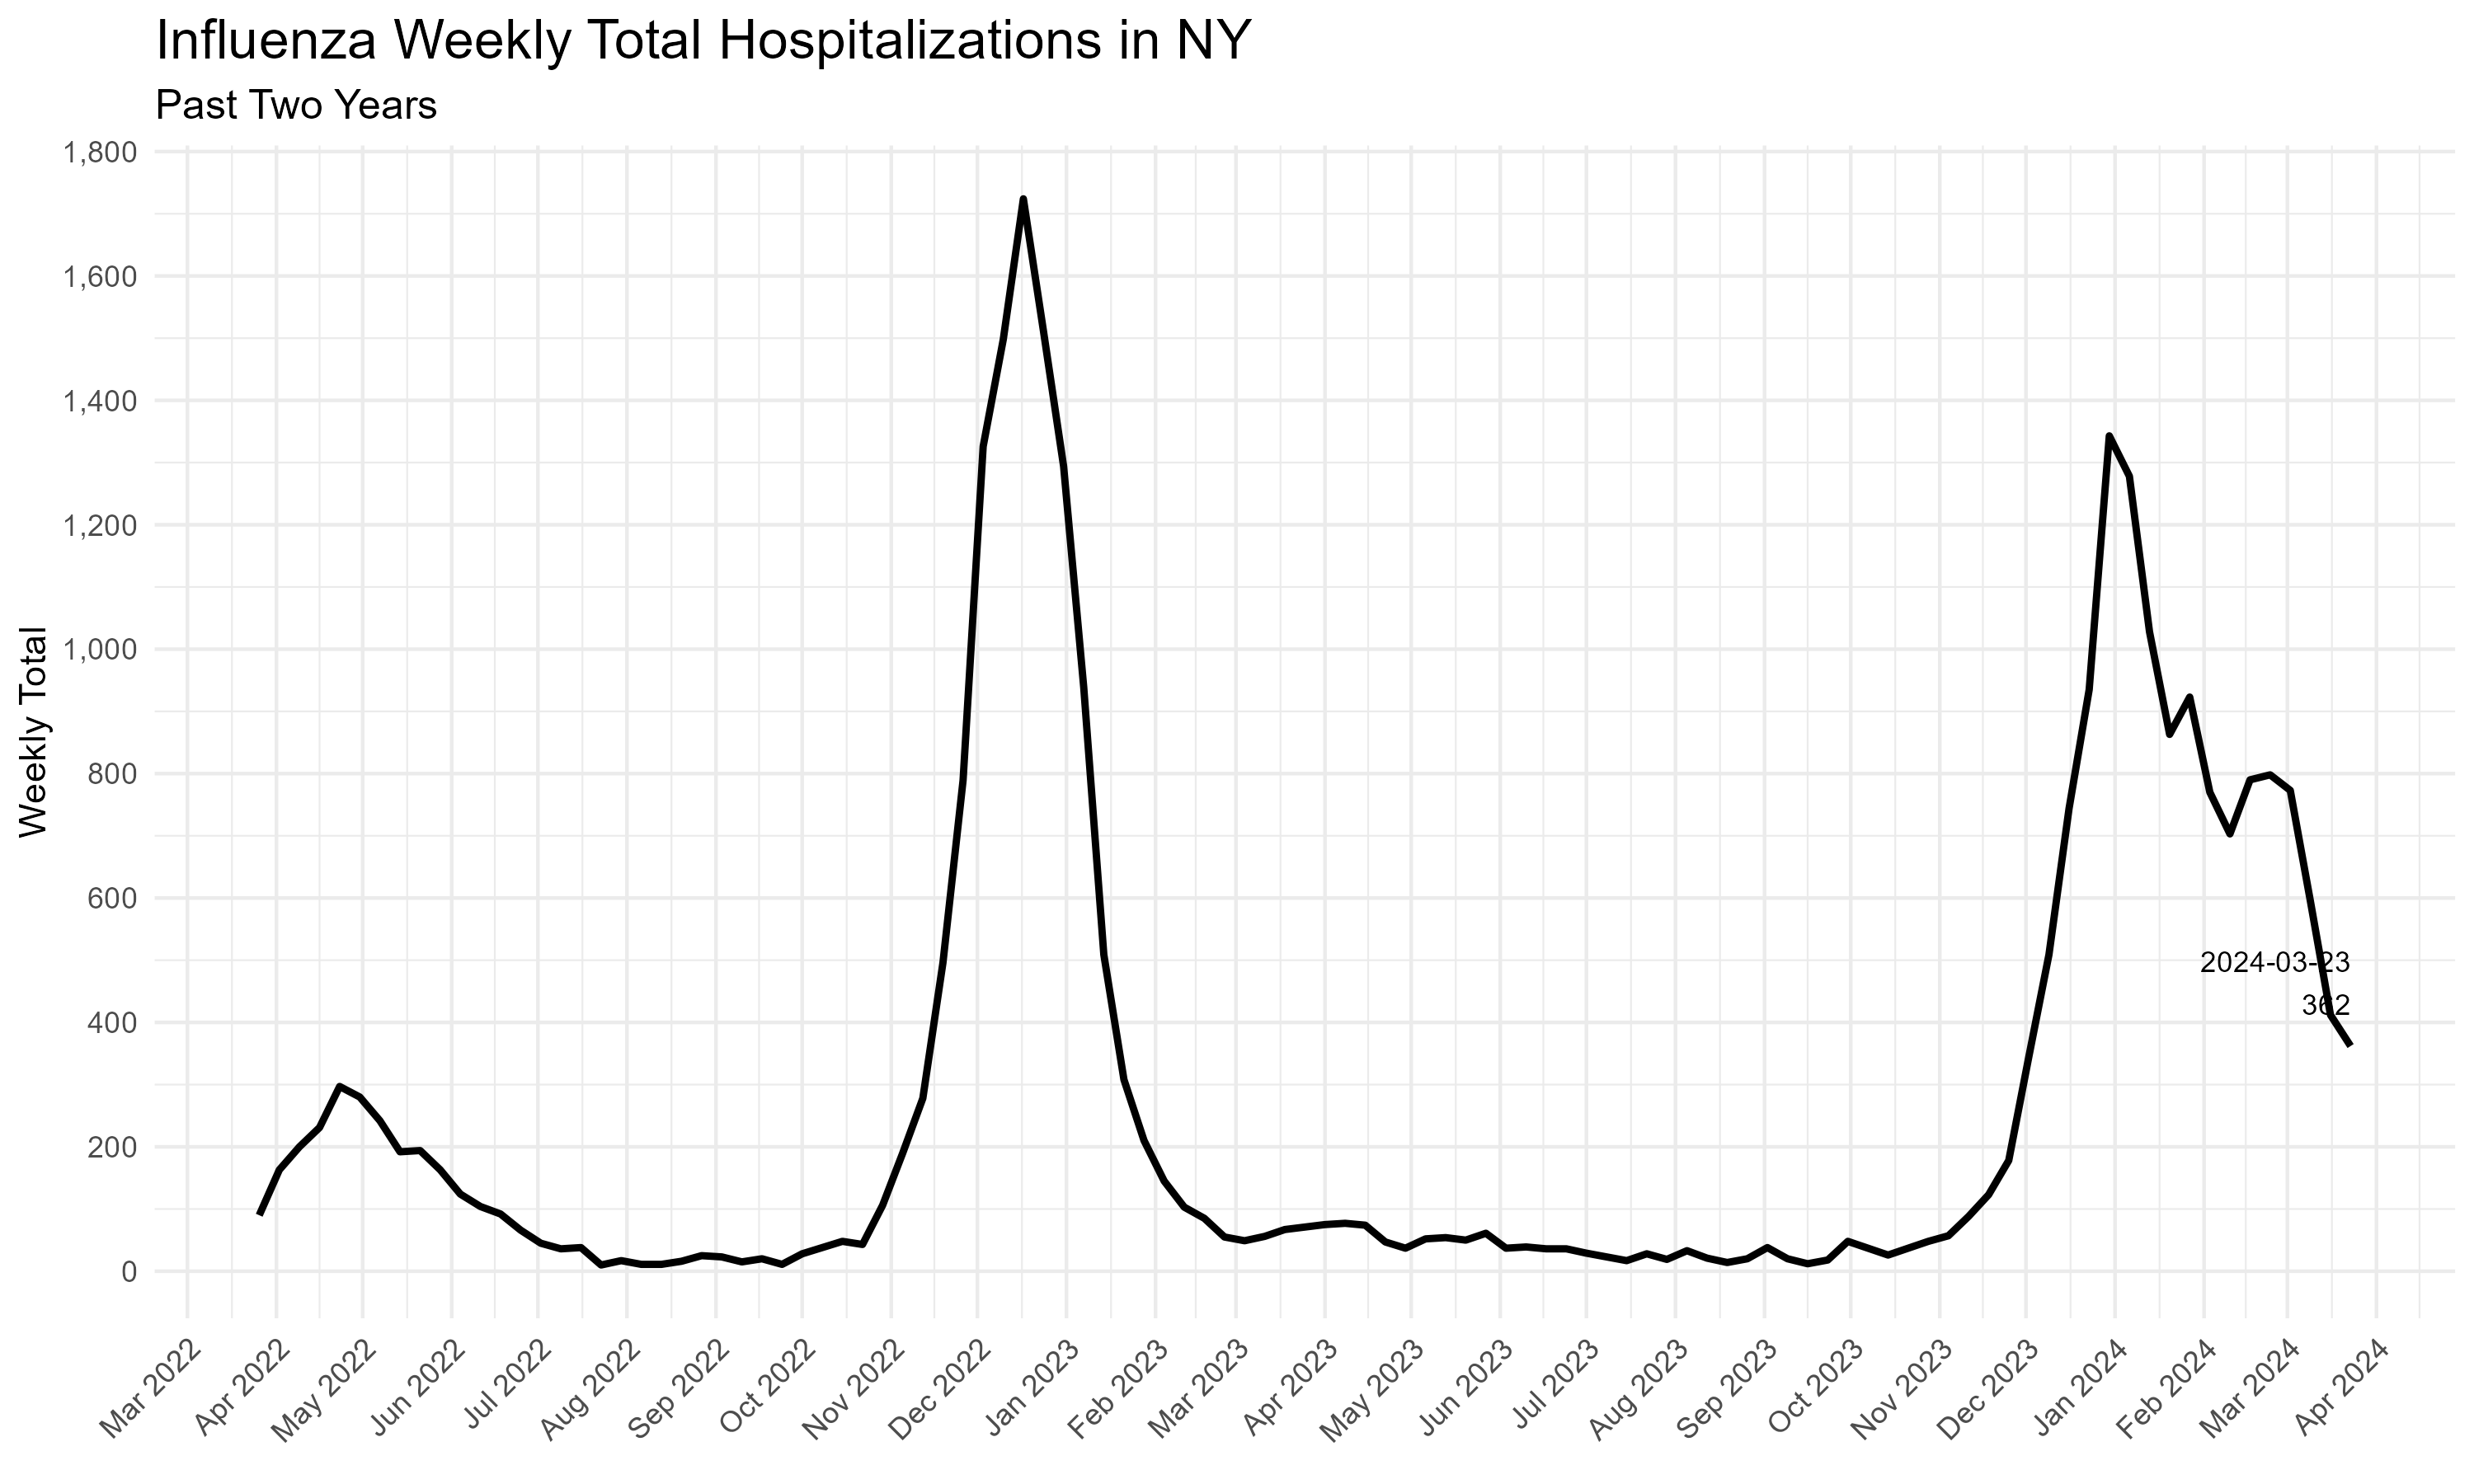 Influenza Weekly Total Hospitalizations in NY
Past Two Years
Weekly Total
1,800
1,600
1,400
1,200
1,000
800
600
400
200
0
2024-03-23
362
Mar 2022
Apr 2022
May 2022
Jun 2022
Jul 2022
Aug 2022
Sep 2022
Oct 2022
Nov 2022
Dec 2022
Jan 2023
Feb 2023
Mar 2023
Apr 2023
May 2023
Jun 2023
Jul 2023
Aug 2023
Sep 2023
Oct 2023
Nov 2023
Dec 2023
Jan 2024
Feb 2024
Mar 2024
Apr 2024